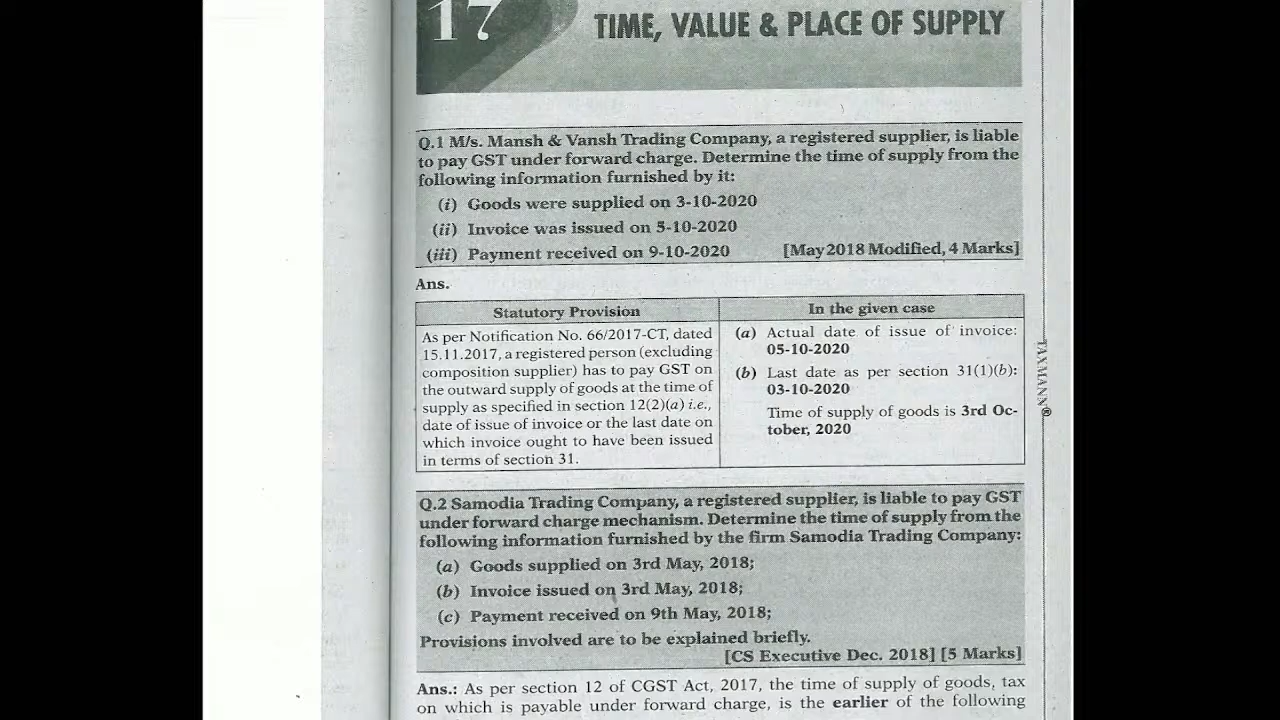 17
TIME, VALUE & PLACE OF SUPPLY
Q.1 M/s. Mansh & Vansh Trading Company, a registered supplier, is liable
to pay GST under forward charge. Determine the time of supply from the
following information furnished by it:
(i) Goods were supplied on 3-10-2020
(ii) Invoice was issued on 5-10-2020
(iii) Payment received on 9-10-2020 [May 2018 Modified, 4 Marks]
Ans.
Statutory Provision
As per Notification No. 66/2017-CT, dated
15.11.2017, a registered person (excluding
composition supplier) has to pay GST on
the outward supply of goods at the time of
supply as specified in section 12(2)(a) i.e.,
date of issue of invoice or the last date on
which invoice ought to have been issued
in terms of section 31.
In the given case
(a) Actual date of issue of invoice:
05-10-2020
(b) Last date as per section 31(1)(b):
03-10-2020
Time of supply of goods is 3rd Oc-
tober, 2020
TAXMANN®
Q.2 Samodia Trading Company, a registered supplier, is liable to pay GST
under forward charge mechanism. Determine the time of supply from the
following information furnished by the firm Samodia Trading Company:
(a) Goods supplied on 3rd May, 2018;
(b) Invoice issued on 3rd May, 2018;
(c) Payment received on 9th May, 2018;
Provisions involved are to be explained briefly.
[CS Executive Dec. 2018] [5 Marks]
Ans.: As per section 12 of CGST Act, 2017, the time of supply of goods, tax
on which is payable under forward charge, is the earlier of the following